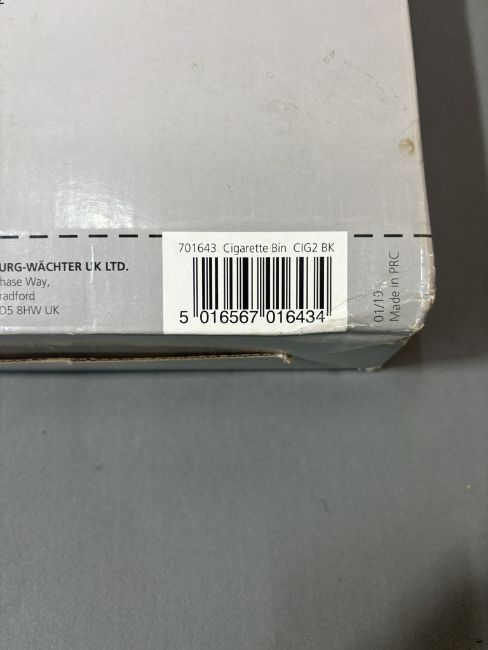 URG-WÄCHTER UK LTD.
hase Way,
radford
D5 8HW UK
701643 Cigarette Bin CIG2 BK
5 016567 016434
01/19
Made in PRC